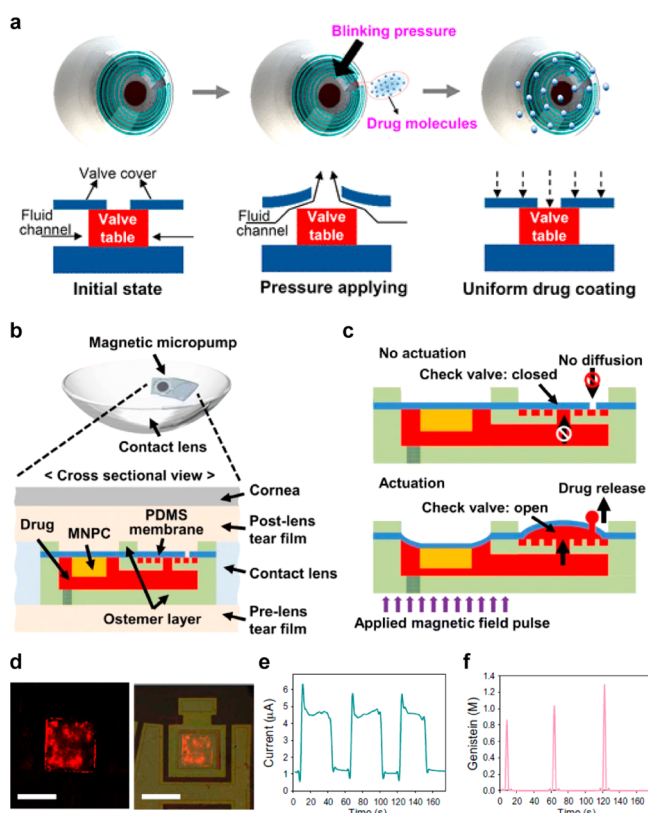 a
Blinking pressure
Drug molecules
Valve cover
Fluid
channel
Valve
table
Initial state
Fluid
channel
Valve
table
Pressure applying
Valve
table
Uniform drug coating
b
Magnetic micropump
Contact lens
< Cross sectional view >
Cornea
Drug
MNPC
PDMS
membrane
Post-lens
tear film
Contact lens
Ostemer layer
Pre-lens
tear film
c
No actuation
No diffusion
Check valve: closed
Actuation
Drug release
Check valve: open
Applied magnetic field pulse
d
e
Current (µA)
6
5
4
3
2
1
0
0 20 40 60 80 100 120 140 160
Time (s)
f
Genistein (M)
1.4
1.2
1.0
0.8
0.6
0.4
0.2
0.0
0 20 40 60 80 100 120 140 160
Time (s)